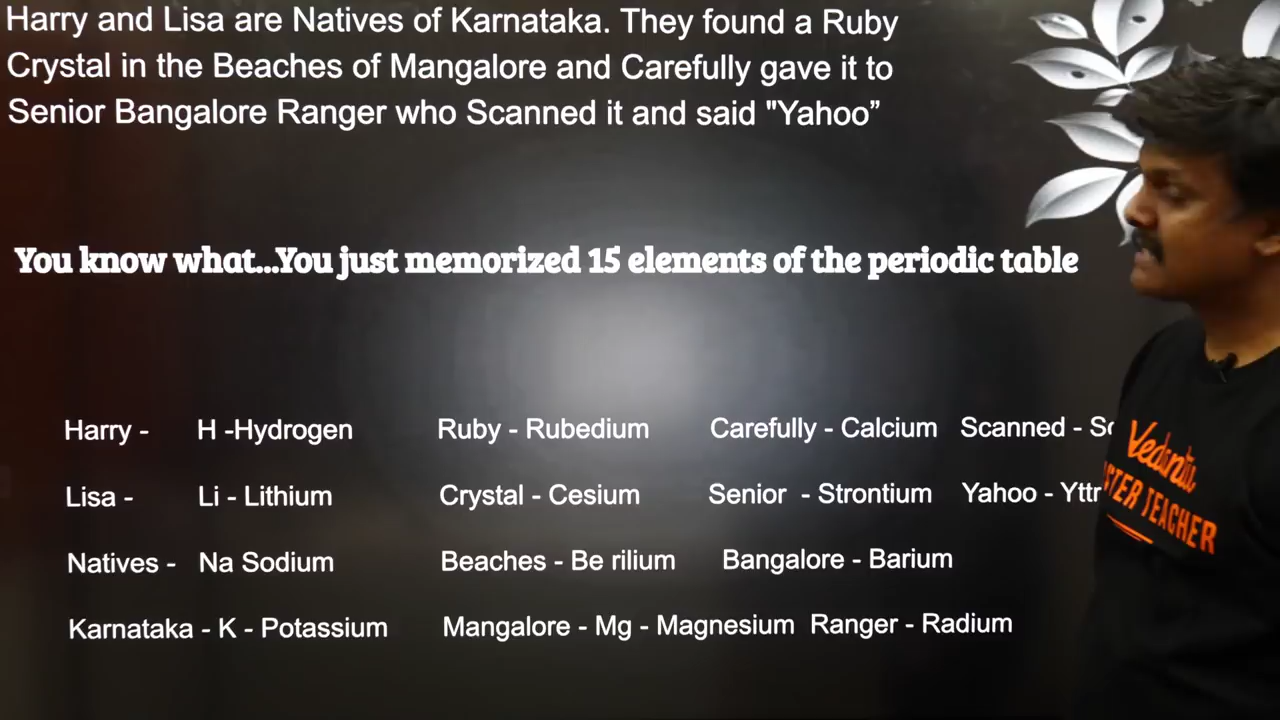 Harry and Lisa are Natives of Karnataka. They found a Ruby
Crystal in the Beaches of Mangalore and Carefully gave it to
Senior Bangalore Ranger who Scanned it and said "Yahoo”
You know what...You just memorized 15 elements of the periodic table
Harry - H -Hydrogen Ruby - Rubedium Carefully - Calcium Scanned -
Lisa - Li - Lithium Crystal - Cesium Senior - Strontium Yahoo - Yttr
Natives - Na Sodium Beaches - Be rilium Bangalore - Barium
Karnataka - K - Potassium Mangalore - Mg - Magnesium Ranger - Radium
Vedantu
TEACHER